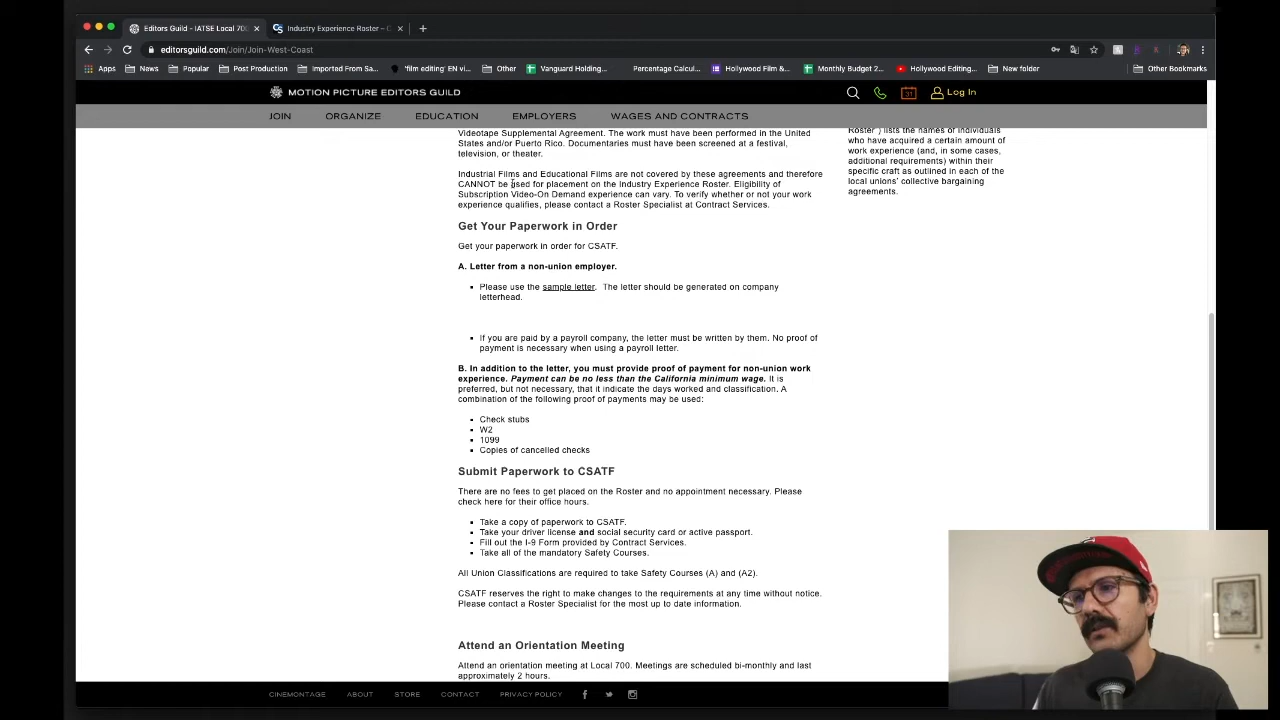 Editors Guild - IATSE Local 700
Industry Experience Roster – C
editorsguild.com/Join/Join-West-Coast
Apps
News
Popular
Post Production
Imported From Sa...
'film editing' EN vi...
Other
Vanguard Holding...
Percentage Calcul...
Hollywood Film &...
Monthly Budget 2...
Hollywood Editing...
New folder
Other Bookmarks
MOTION PICTURE EDITORS GUILD
31
Log In
JOIN
ORGANIZE
EDUCATION
EMPLOYERS
WAGES AND CONTRACTS
Videotape Supplemental Agreement. The work must have been performed in the United
States and/or Puerto Rico. Documentaries must have been screened at a festival,
television, or theater.
Industrial Films and Educational Films are not covered by these agreements and therefore
CANNOT be used for placement on the Industry Experience Roster. Eligibility of
Subscription Video-On Demand experience can vary. To verify whether or not your work
experience qualifies, please contact a Roster Specialist at Contract Services.
Roster") lists the names of individuals
who have acquired a certain amount of
work experience (and, in some cases,
additional requirements) within their
specific craft as outlined in each of the
local unions' collective bargaining
agreements.
Get Your Paperwork in Order
Get your paperwork in order for CSATF.
A. Letter from a non-union employer.
Please use the sample letter. The letter should be generated on company
letterhead.
If you are paid by a payroll company, the letter must be written by them. No proof of
payment is necessary when using a payroll letter.
B. In addition to the letter, you must provide proof of payment for non-union work
experience. Payment can be no less than the California minimum wage. It is
preferred, but not necessary, that it indicate the days worked and classification. A
combination of the following proof of payments may be used:
Check stubs
W2
1099
Copies of cancelled checks
Submit Paperwork to CSATF
There are no fees to get placed on the Roster and no appointment necessary. Please
check here for their office hours.
Take a copy of paperwork to CSATF.
Take your driver license and social security card or active passport.
Fill out the I-9 Form provided by Contract Services.
Take all of the mandatory Safety Courses.
All Union Classifications are required to take Safety Courses (A) and (A2).
CSATF reserves the right to make changes to the requirements at any time without notice.
Please contact a Roster Specialist for the most up to date information.
Attend an Orientation Meeting
Attend an orientation meeting at Local 700. Meetings are scheduled bi-monthly and last
approximately 2 hours.
CINEMONTAGE
ABOUT
STORE
CONTACT
PRIVACY POLICY